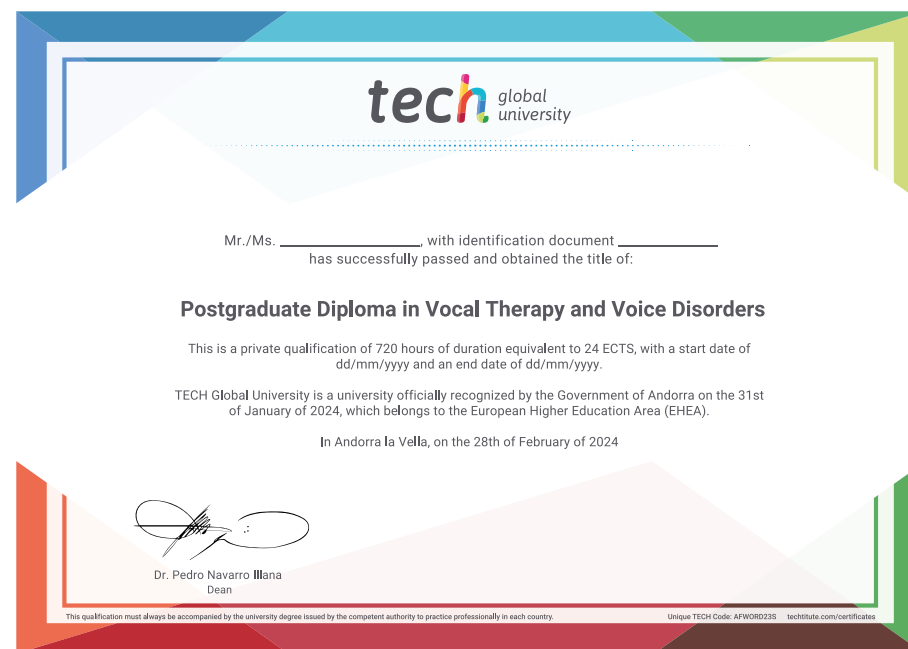 tech global university
Mr./Ms. ____________________, with identification document ______________
has successfully passed and obtained the title of:
Postgraduate Diploma in Vocal Therapy and Voice Disorders
This is a private qualification of 720 hours of duration equivalent to 24 ECTS, with a start date of
dd/mm/yyyy and an end date of dd/mm/yyyy.
TECH Global University is a university officially recognized by the Government of Andorra on the 31st
of January of 2024, which belongs to the European Higher Education Area (EHEA).
In Andorra la Vella, on the 28th of February of 2024
Dr. Pedro Navarro Illana
Dean
This qualification must always be accompanied by the university degree issued by the competent authority to practice professionally in each country.
Unique TECH Code: AFWORD23S techtitute.com/certificates